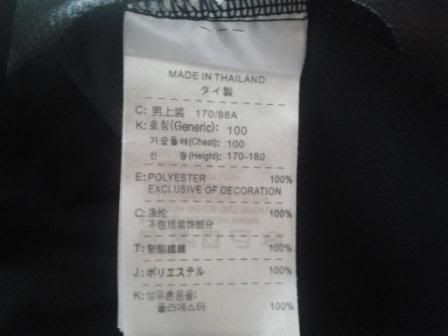 MADE IN THAILAND
タイ製
C: 男上装 170/88A
K: 호칭(Generic): 100
가슴둘레(Chest): 100
신 장(Height): 170-180
E: POLYESTER 100%
EXCLUSIVE OF DECORATION
C: 涤纶 100%
不包括装饰部分
T: 聚酯纖維 100%
J: ポリエステル 100%
K: 섬유혼용율:
폴리에스터 100%